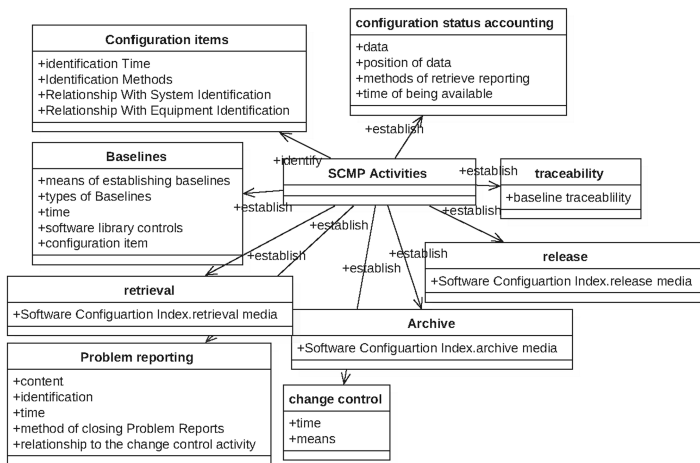 Configuration items
+identification Time
+Identification Methods
+Relationship With System Identification
+Relationship With Equipment Identification
configuration status accounting
+data
+position of data
+methods of retrieve reporting
+time of being available
+establish
+identify
Baselines
+means of establishing baselines
+types of Baselines
+time
+software library controls
+configuration item
SCMP Activities
+establish
traceability
+baseline traceablility
+establish
+establish
+establish
+establish
+establish
+establish
release
+Software Configuartion Index.release media
retrieval
+Software Configuartion Index.retrieval media
Archive
+Software Configuartion Index.archive media
Problem reporting
+content
+identification
+time
+method of closing Problem Reports
+relationship to the change control activity
change control
+time
+means